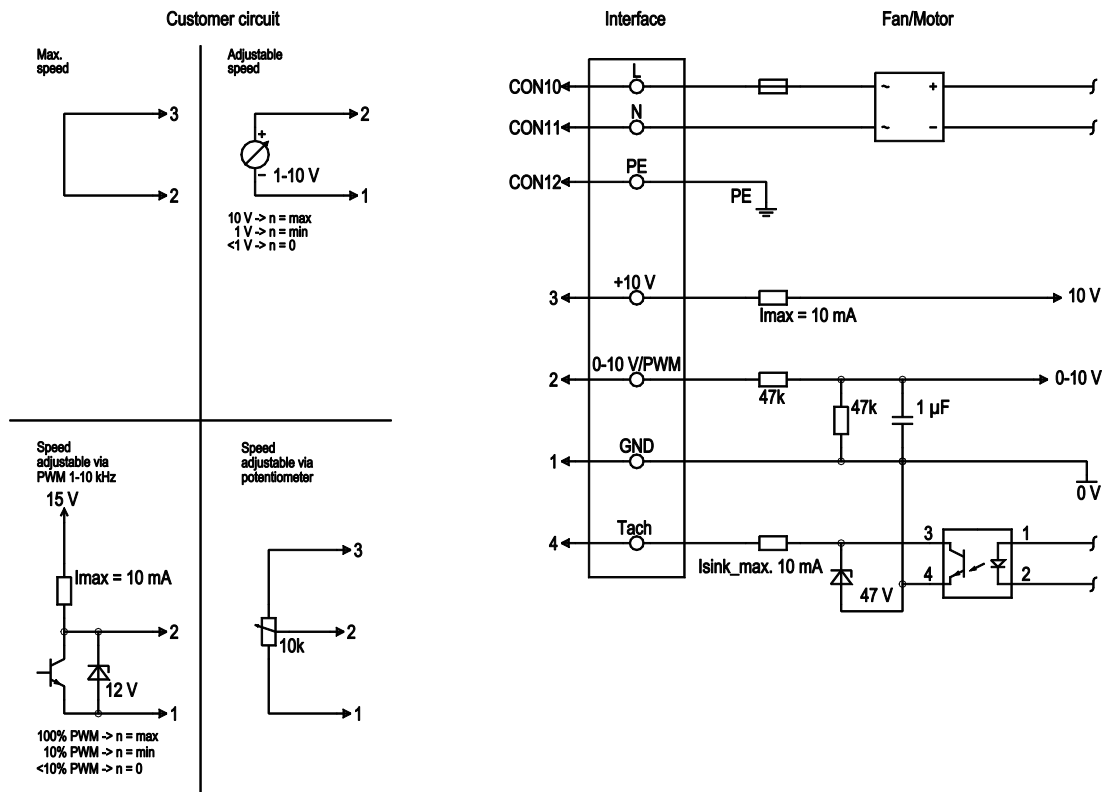 Customer circuit
Interface
Fan/Motor
Max.
speed
3
2
Adjustable
speed
2
+
− 1-10 V
1
10 V -> n = max
1 V -> n = min
<1 V -> n = 0
Speed
adjustable via
PWM 1-10 kHz
15 V
Imax = 10 mA
2
12 V
1
100% PWM -> n = max
10% PWM -> n = min
<10% PWM -> n = 0
Speed
adjustable via
potentiometer
3
2
10k
1
L
CON10
~ +
N
CON11
~ −
PE
CON12
PE
+10 V
3
10 V
Imax = 10 mA
0-10 V/PWM
2
0-10 V
47k
47k
1 µF
GND
1
0 V
Tach
4
3
1
Isink_max. 10 mA
4
2
47 V